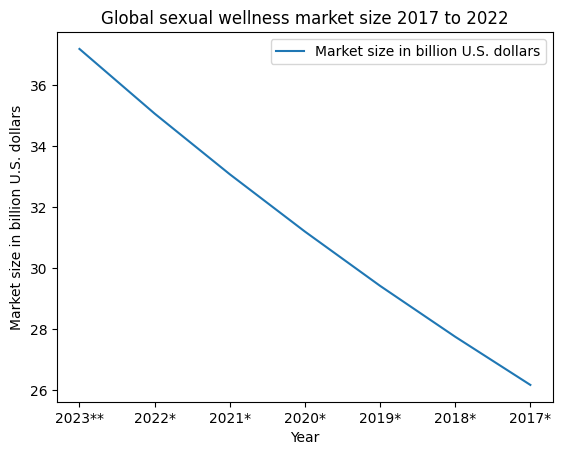 Global sexual wellness market size 2017 to 2022
Market size in billion U.S. dollars
Market size in billion U.S. dollars
36
34
32
30
28
26
2023** 2022* 2021* 2020* 2019* 2018* 2017*
Year